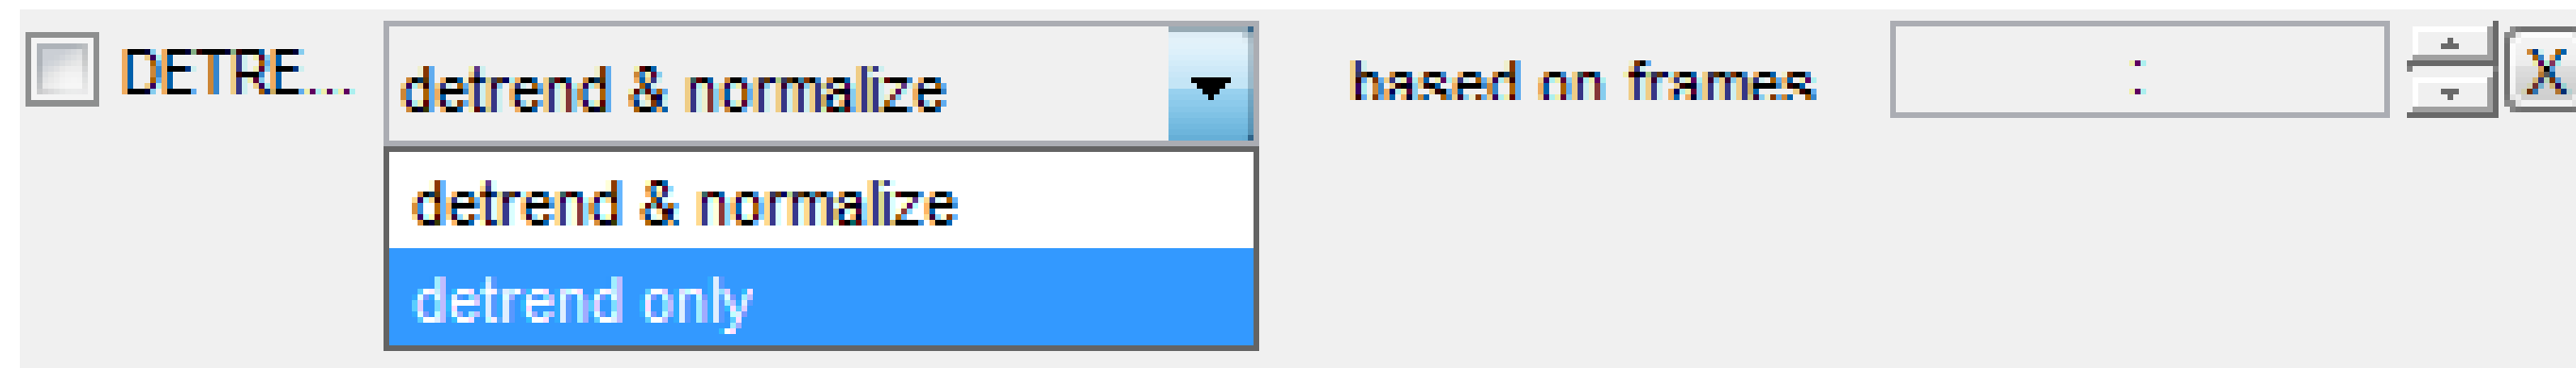 DETRE... detrend & normalize based on frames : X
detrend & normalize
detrend only